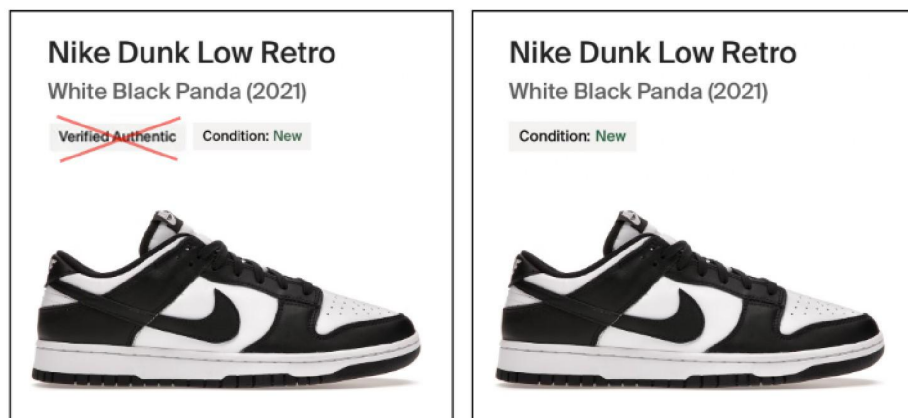 Nike Dunk Low Retro
White Black Panda (2021)
Verified Authentic Condition: New
Nike Dunk Low Retro
White Black Panda (2021)
Condition: New